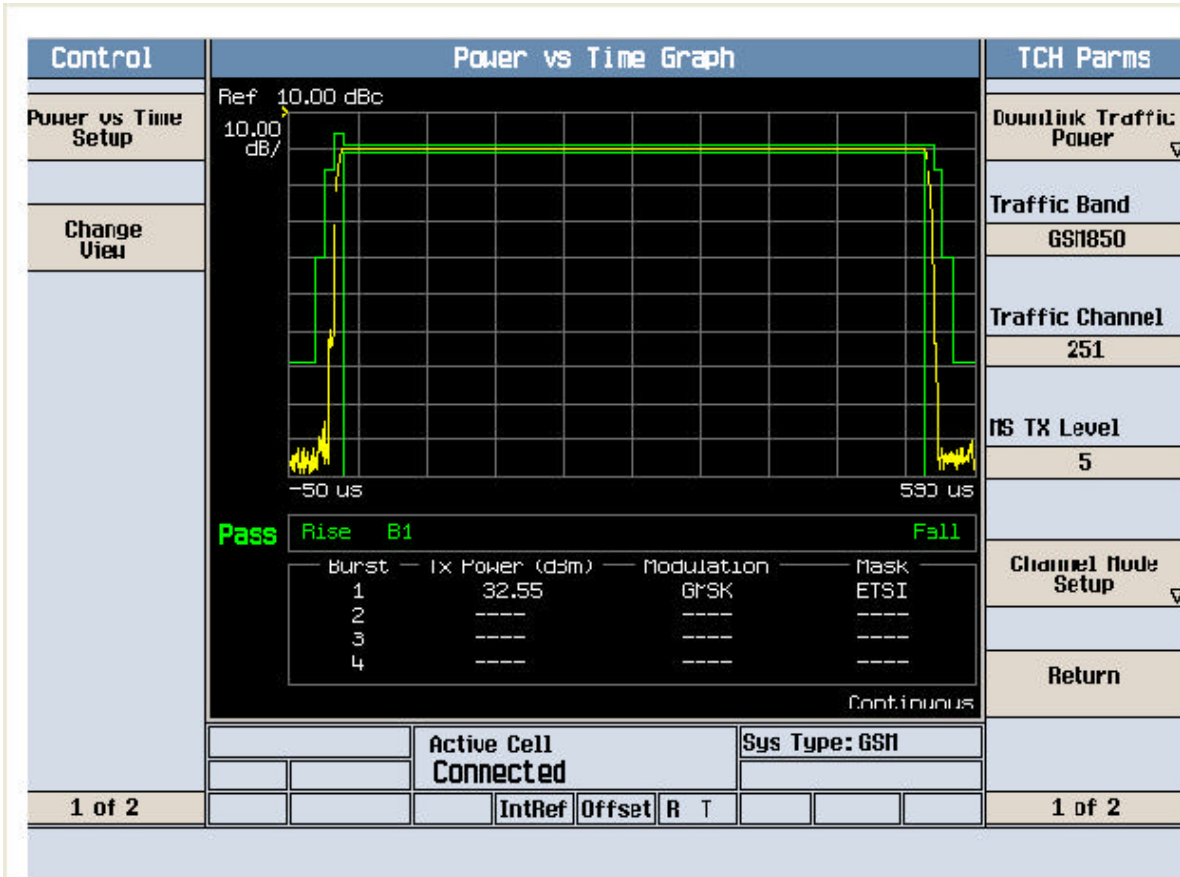 Control
Power vs Time Graph
TCH Parms
Power vs Time
Setup
Change
View
1 of 2
Ref 10.00 dBc
10.00
dB/
-50 us
590 us
Pass
Rise B1 Fall
Burst Tx Power (dBm) Modulation Mask
1 32.55 GMSK ETSI
2 ---- ---- ----
3 ---- ---- ----
4 ---- ---- ----
Continuous
Active Cell
Connected
Sys Type: GSM
IntRef Offset R T
Downlink Traffic
Power
Traffic Band
GSM850
Traffic Channel
251
MS TX Level
5
Channel Mode
Setup
Return
1 of 2